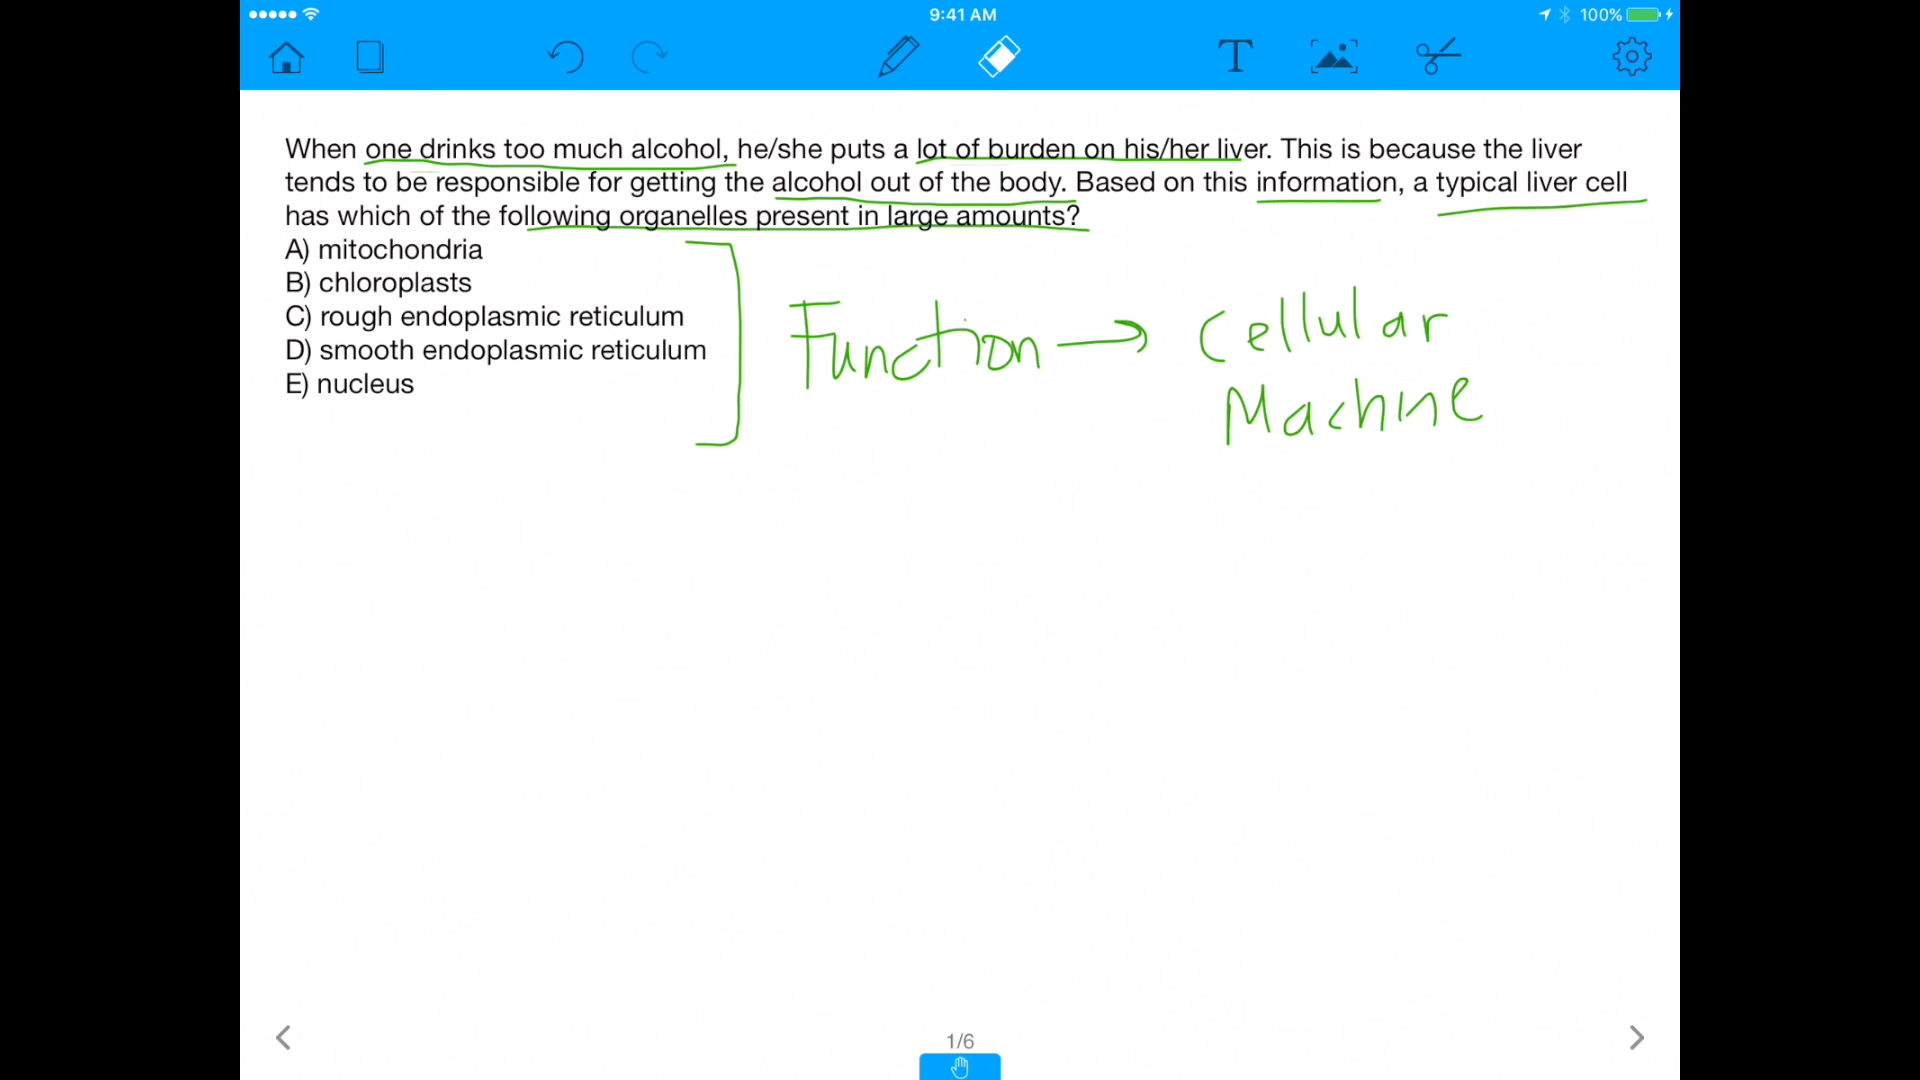 9:41 AM
100%
T
When one drinks too much alcohol, he/she puts a lot of burden on his/her liver. This is because the liver
tends to be responsible for getting the alcohol out of the body. Based on this information, a typical liver cell
has which of the following organelles present in large amounts?
A) mitochondria
B) chloroplasts
C) rough endoplasmic reticulum
D) smooth endoplasmic reticulum
E) nucleus
Function → Cellular
Machine
1/6